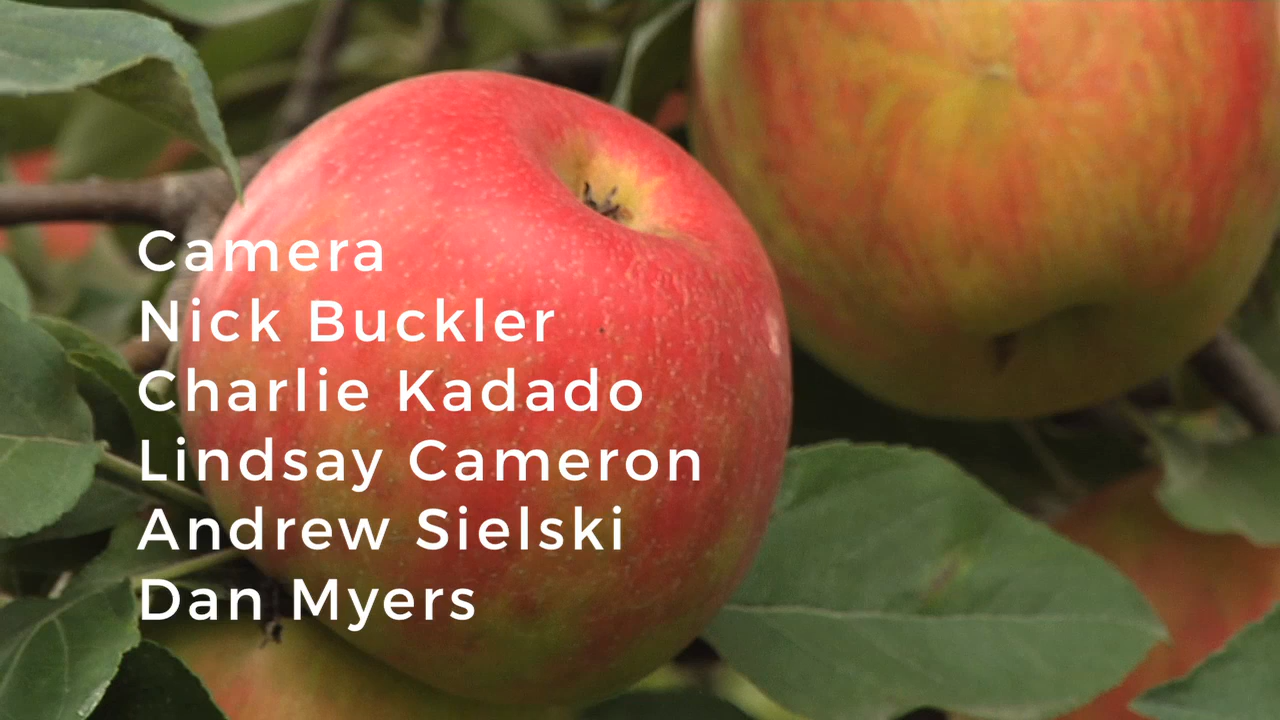 Camera
Nick Buckler
Charlie Kadado
Lindsay Cameron
Andrew Sielski
Dan Myers